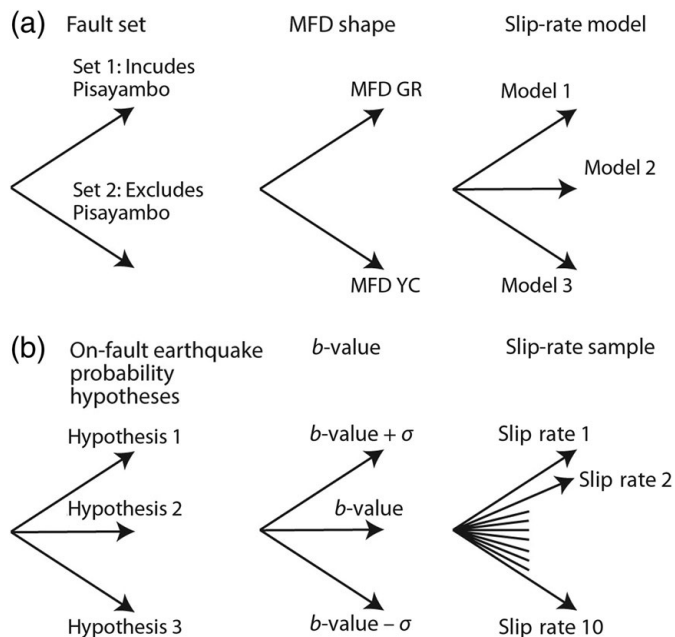 (a) Fault set MFD shape Slip-rate model
Set 1: Incudes
Pisayambo
MFD GR
Model 1
Set 2: Excludes
Pisayambo
Model 2
MFD YC
Model 3
(b) On-fault earthquake
probability
hypotheses
b-value
Slip-rate sample
Hypothesis 1
b-value + σ
Slip rate 1
Slip rate 2
Hypothesis 2
b-value
Hypothesis 3
b-value – σ
Slip rate 10